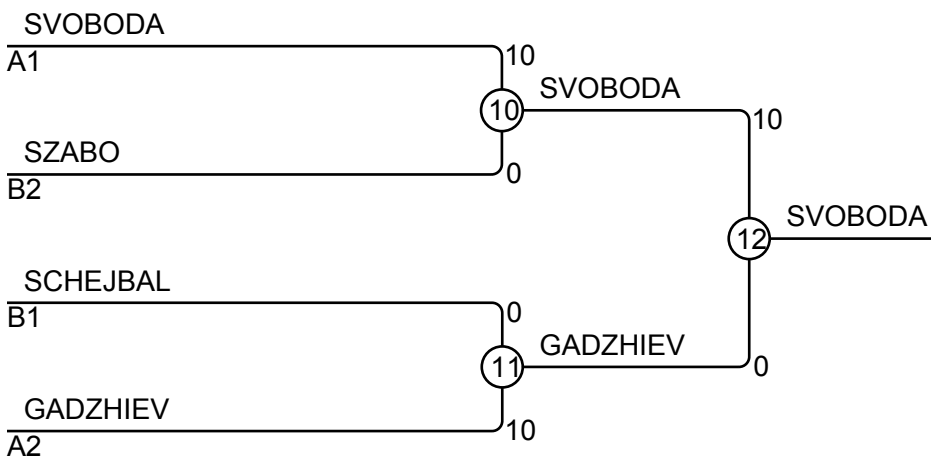 SVOBODA
A1
10
10
SVOBODA
10
SZABO
B2
0
12
SVOBODA
SCHEJBAL
B1
0
11
GADZHIEV
0
GADZHIEV
A2
10